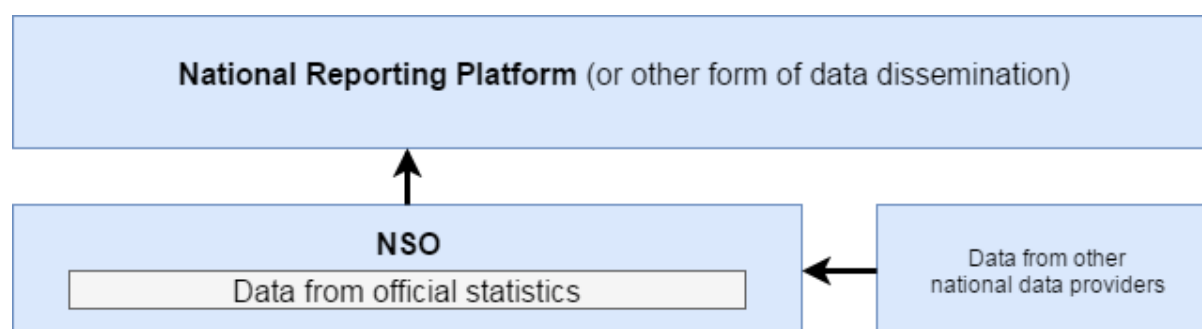 National Reporting Platform (or other form of data dissemination)
NSO
Data from official statistics
Data from other
national data providers